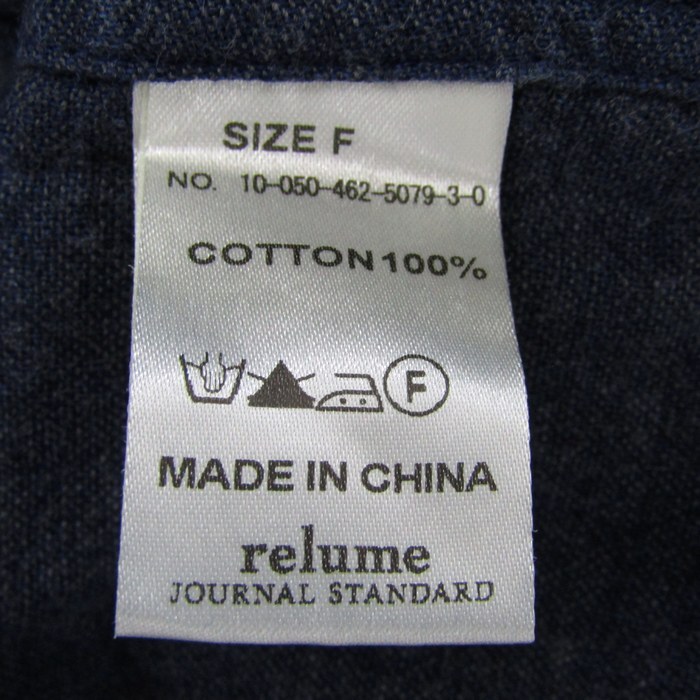 SIZE F
NO. 10-050-462-5079-3-0
COTTON100%
F
MADE IN CHINA
relume
JOURNAL STANDARD